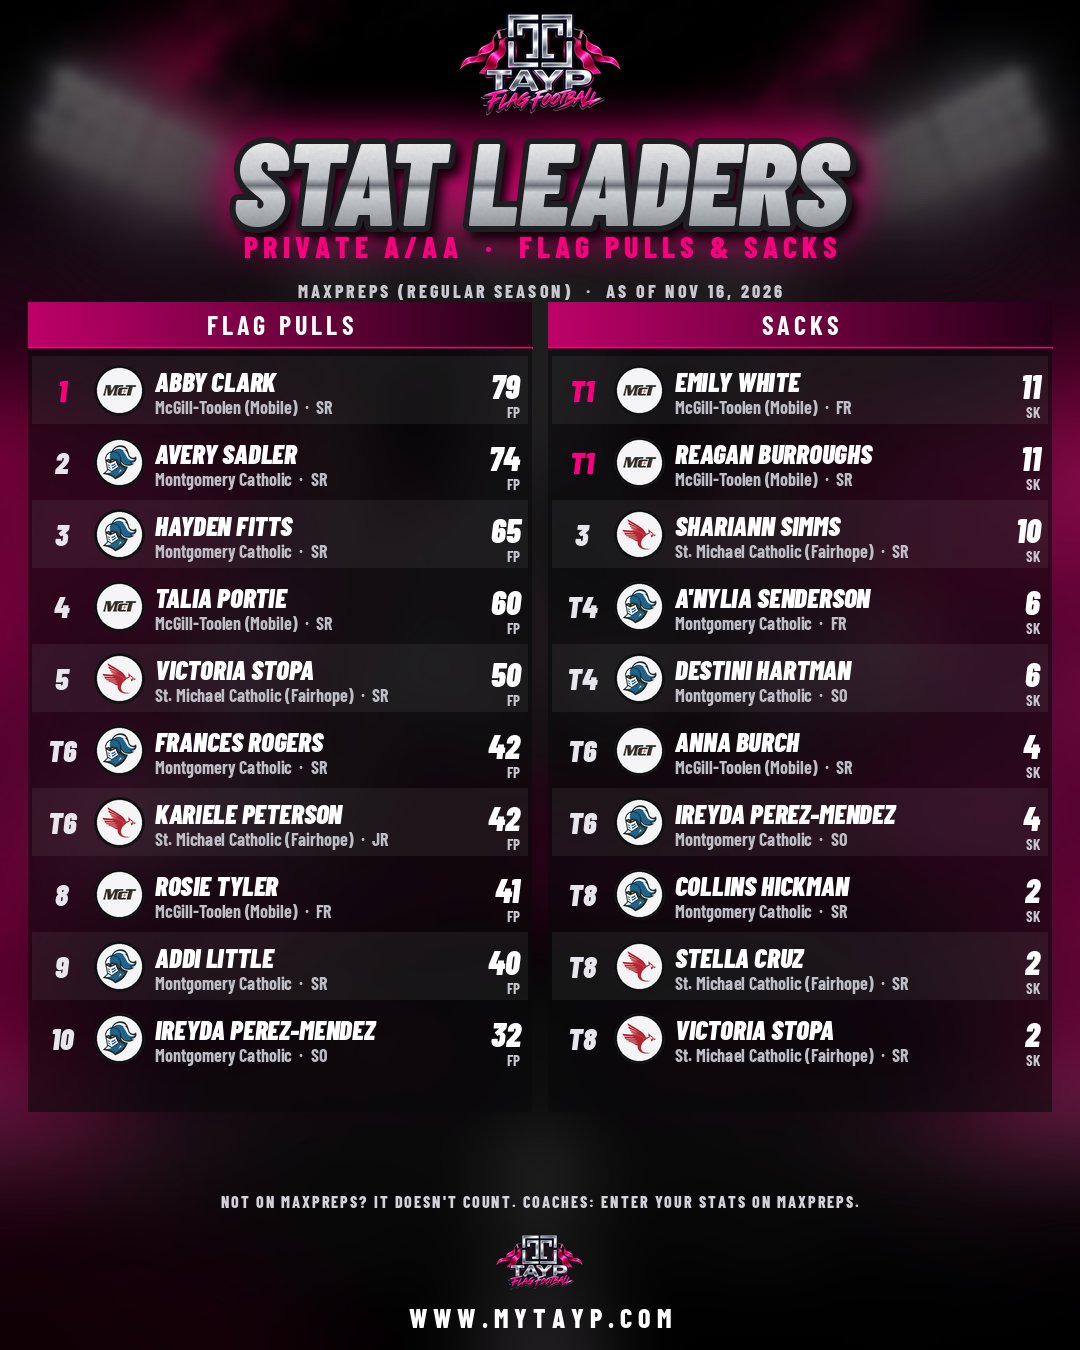 TAYP
FLAG FOOTBALL
STAT LEADERS
PRIVATE A/AA · FLAG PULLS & SACKS
MAXPREPS (REGULAR SEASON) · AS OF NOV 16, 2026
FLAG PULLS
1 McT ABBY CLARK 79
McGill-Toolen (Mobile) · SR FP
2 AVERY SADLER 74
Montgomery Catholic · SR FP
3 HAYDEN FITTS 65
Montgomery Catholic · SR FP
4 McT TALIA PORTIE 60
McGill-Toolen (Mobile) · SR FP
5 VICTORIA STOPA 50
St. Michael Catholic (Fairhope) · SR FP
T6 FRANCES ROGERS 42
Montgomery Catholic · SR FP
T6 KARIELE PETERSON 42
St. Michael Catholic (Fairhope) · JR FP
8 McT ROSIE TYLER 41
McGill-Toolen (Mobile) · FR FP
9 ADDI LITTLE 40
Montgomery Catholic · SR FP
10 IREYDA PEREZ-MENDEZ 32
Montgomery Catholic · SO FP
SACKS
T1 McT EMILY WHITE 11
McGill-Toolen (Mobile) · FR SK
T1 McT REAGAN BURROUGHS 11
McGill-Toolen (Mobile) · SR SK
3 SHARIANN SIMMS 10
St. Michael Catholic (Fairhope) · SR SK
T4 A'NYLIA SENDERSON 6
Montgomery Catholic · FR SK
T4 DESTINI HARTMAN 6
Montgomery Catholic · SO SK
T6 McT ANNA BURCH 4
McGill-Toolen (Mobile) · SR SK
T6 IREYDA PEREZ-MENDEZ 4
Montgomery Catholic · SO SK
T8 COLLINS HICKMAN 2
Montgomery Catholic · SR SK
T8 STELLA CRUZ 2
St. Michael Catholic (Fairhope) · SR SK
T8 VICTORIA STOPA 2
St. Michael Catholic (Fairhope) · SR SK
NOT ON MAXPREPS? IT DOESN'T COUNT. COACHES: ENTER YOUR STATS ON MAXPREPS.
TAYP
FLAG FOOTBALL
WWW.MYTAYP.COM